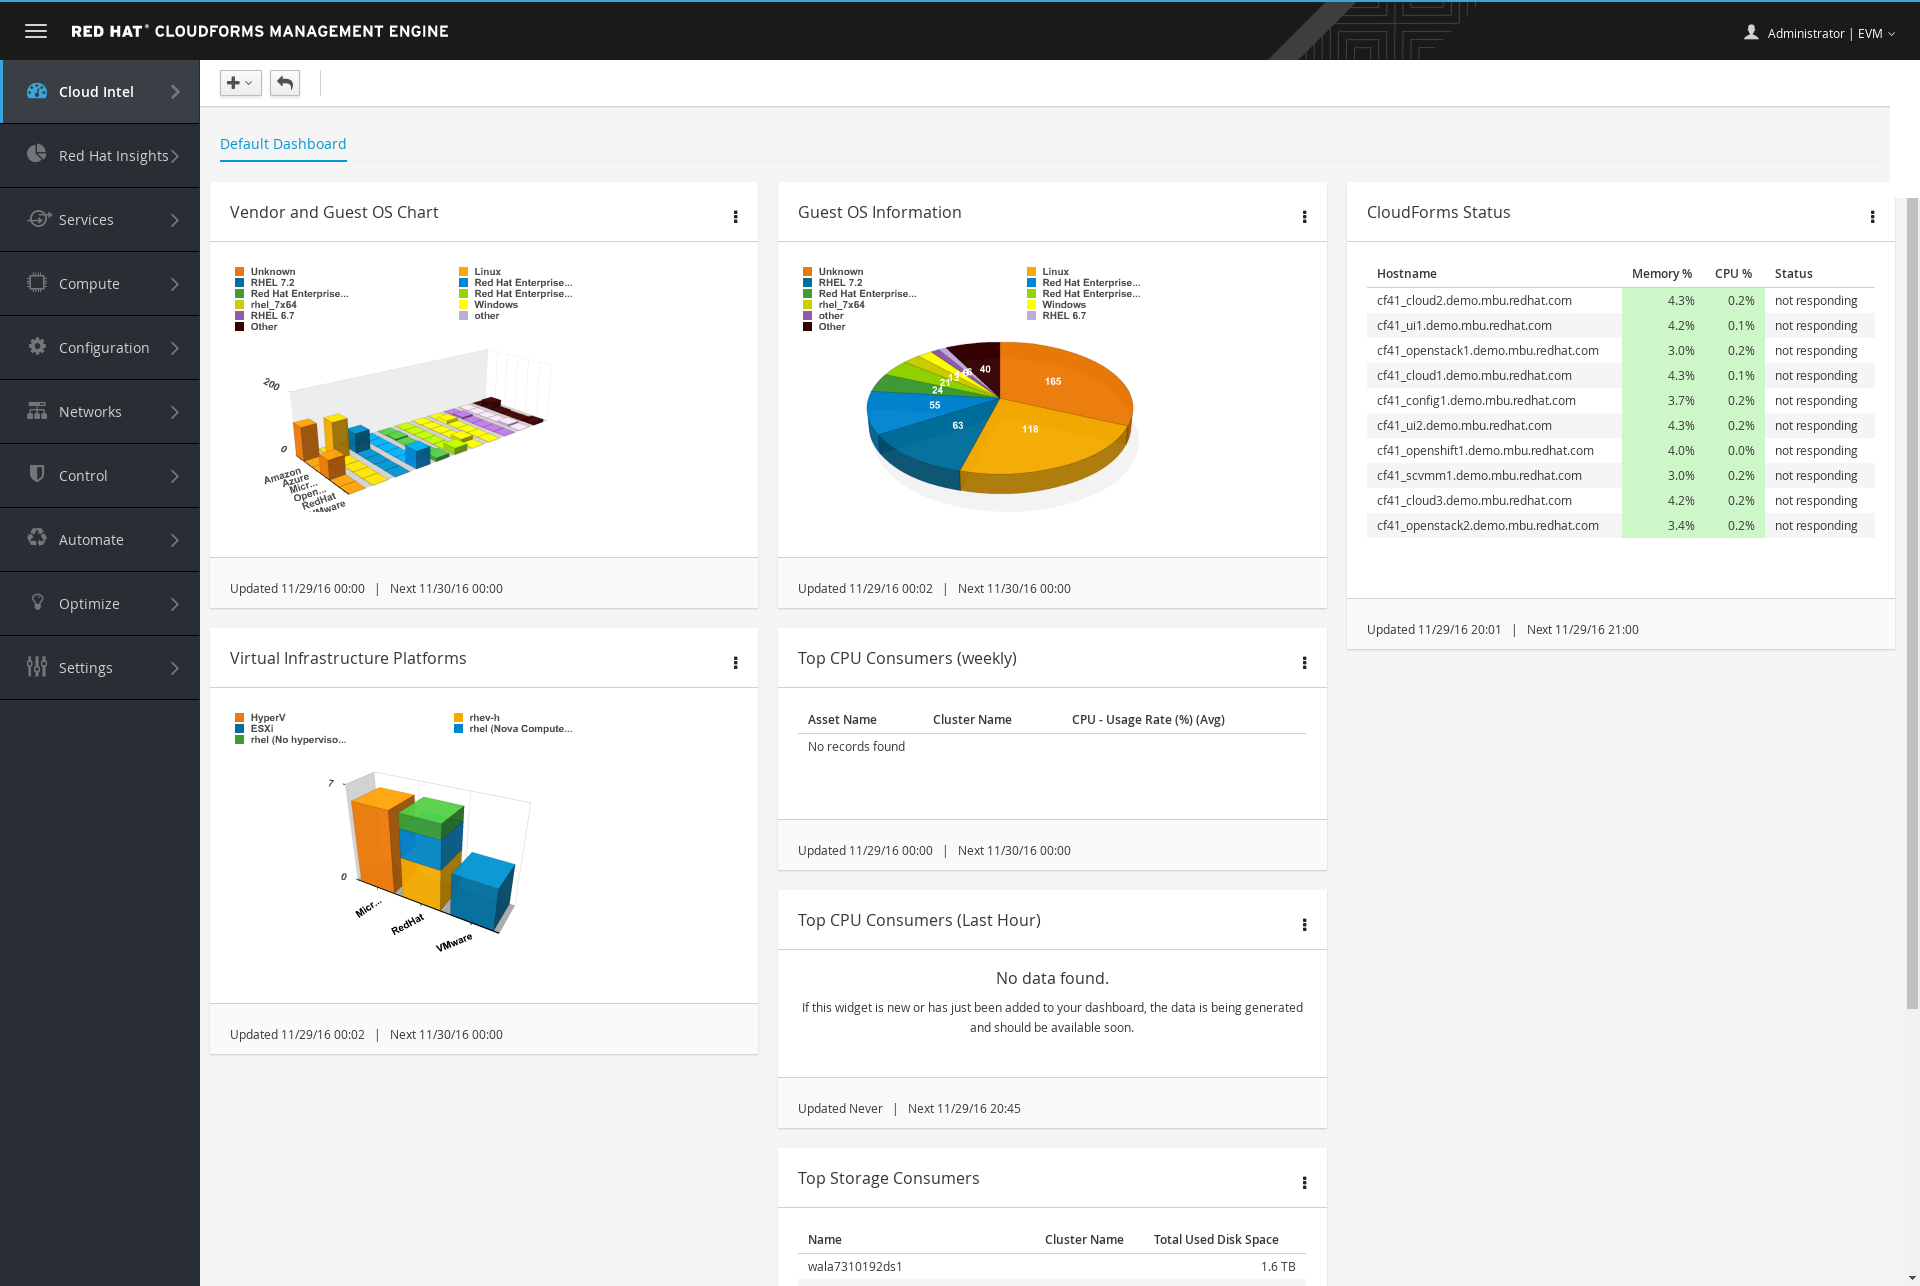 RED HAT® CLOUDFORMS MANAGEMENT ENGINE
Administrator | EVM
Cloud Intel
Red Hat Insights
Services
Compute
Configuration
Networks
Control
Automate
Optimize
Settings
Default Dashboard
Vendor and Guest OS Chart
Unknown
Linux
RHEL 7.2
Red Hat Enterprise...
Red Hat Enterprise...
Red Hat Enterprise...
rhel_7x64
Windows
RHEL 6.7
other
Other
200
0
Amazon
Azure
Micr...
Open...
RedHat
VMware
Updated 11/29/16 00:00 | Next 11/30/16 00:00
Guest OS Information
Unknown
Linux
RHEL 7.2
Red Hat Enterprise...
Red Hat Enterprise...
Red Hat Enterprise...
rhel_7x64
Windows
other
RHEL 6.7
Other
40
165
21
24
55
63
118
Updated 11/29/16 00:02 | Next 11/30/16 00:00
CloudForms Status
Hostname Memory % CPU % Status
cf41_cloud2.demo.mbu.redhat.com 4.3% 0.2% not responding
cf41_ui1.demo.mbu.redhat.com 4.2% 0.1% not responding
cf41_openstack1.demo.mbu.redhat.com 3.0% 0.2% not responding
cf41_cloud1.demo.mbu.redhat.com 4.3% 0.1% not responding
cf41_config1.demo.mbu.redhat.com 3.7% 0.2% not responding
cf41_ui2.demo.mbu.redhat.com 4.3% 0.2% not responding
cf41_openshift1.demo.mbu.redhat.com 4.0% 0.0% not responding
cf41_scvmm1.demo.mbu.redhat.com 3.0% 0.2% not responding
cf41_cloud3.demo.mbu.redhat.com 4.2% 0.2% not responding
cf41_openstack2.demo.mbu.redhat.com 3.4% 0.2% not responding
Updated 11/29/16 20:01 | Next 11/29/16 21:00
Virtual Infrastructure Platforms
HyperV
rhev-h
ESXi
rhel (Nova Compute...
rhel (No hyperviso...
7
0
Micr...
RedHat
VMware
Updated 11/29/16 00:02 | Next 11/30/16 00:00
Top CPU Consumers (weekly)
Asset Name Cluster Name CPU - Usage Rate (%) (Avg)
No records found
Updated 11/29/16 00:00 | Next 11/30/16 00:00
Top CPU Consumers (Last Hour)
No data found.
If this widget is new or has just been added to your dashboard, the data is being generated
and should be available soon.
Updated Never | Next 11/29/16 20:45
Top Storage Consumers
Name Cluster Name Total Used Disk Space
wala7310192ds1 1.6 TB